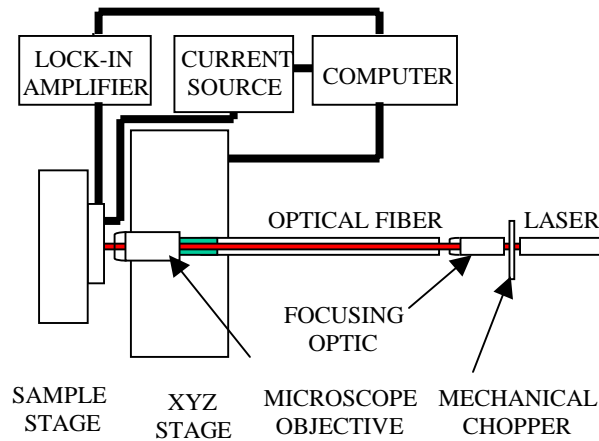 LOCK-IN
AMPLIFIER
CURRENT
SOURCE
COMPUTER
OPTICAL FIBER
LASER
FOCUSING
OPTIC
SAMPLE
STAGE
XYZ
STAGE
MICROSCOPE
OBJECTIVE
MECHANICAL
CHOPPER